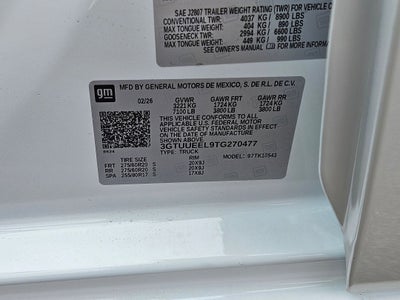 SAE J2807 TRAILER WEIGHT RATING (TWR) FOR VEHICLE C
CONVENTIONAL TWR: 4037 KG / 8900 LBS
MAX TONGUE: 404 KG / 890 LBS
GOOSENECK TWR: 2994 KG / 6600 LBS
MAX TONGUE: 449 KG / 990 LBS
SEE OWNER'S MANUAL
gm
MFD BY GENERAL MOTORS DE MEXICO, S. DE R.L. DE C.V.
02/26 GVWR GAWR FRT GAWR RR
3221 KG 1724 KG 1724 KG
7100 LB 3800 LB 3800 LB
THIS VEHICLE CONFORMS TO ALL
APPLICABLE U.S. FEDERAL MOTOR
VEHICLE SAFETY STANDARDS IN EFFECT ON
THE DATE OF MANUFACTURE
SHOWN ABOVE.
3GTUUEEL9TG270477
TYPE: TRUCK
TIRE SIZE RIM MODEL:
FRT 275/60R20 S 20X9J
RR 275/60R20 S 20X9J
SPA 255/80R17 S 17X8J